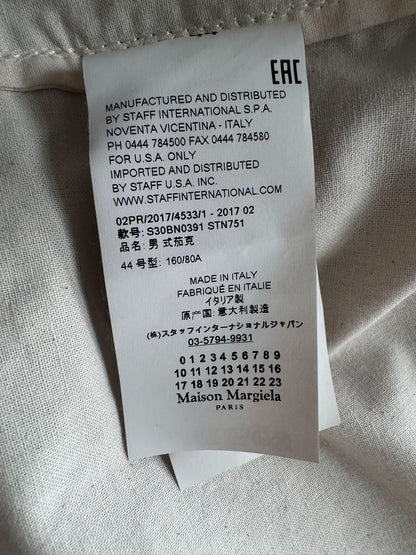 EAC
MANUFACTURED AND DISTRIBUTED
BY STAFF INTERNATIONAL S.P.A.
NOVENTA VICENTINA - ITALY
PH 0444 784500 FAX 0444 784580
FOR U.S.A. ONLY
IMPORTED AND DISTRIBUTED
BY STAFF U.S.A. INC.
WWW.STAFFINTERNATIONAL.COM
02PR/2017/4533/1 - 2017 02
款号: S30BN0391 STN751
品名: 男 式茄克
44 号型: 160/80A
MADE IN ITALY
FABRIQUÉ EN ITALIE
イタリア製
原产国: 意大利製造
(株)スタッフインターナショナルジャパン
03-5794-9931
0 1 2 3 4 5 6 7 8 9
10 11 12 13 14 15 16
17 18 19 20 21 22 23
Maison Margiela
PARIS